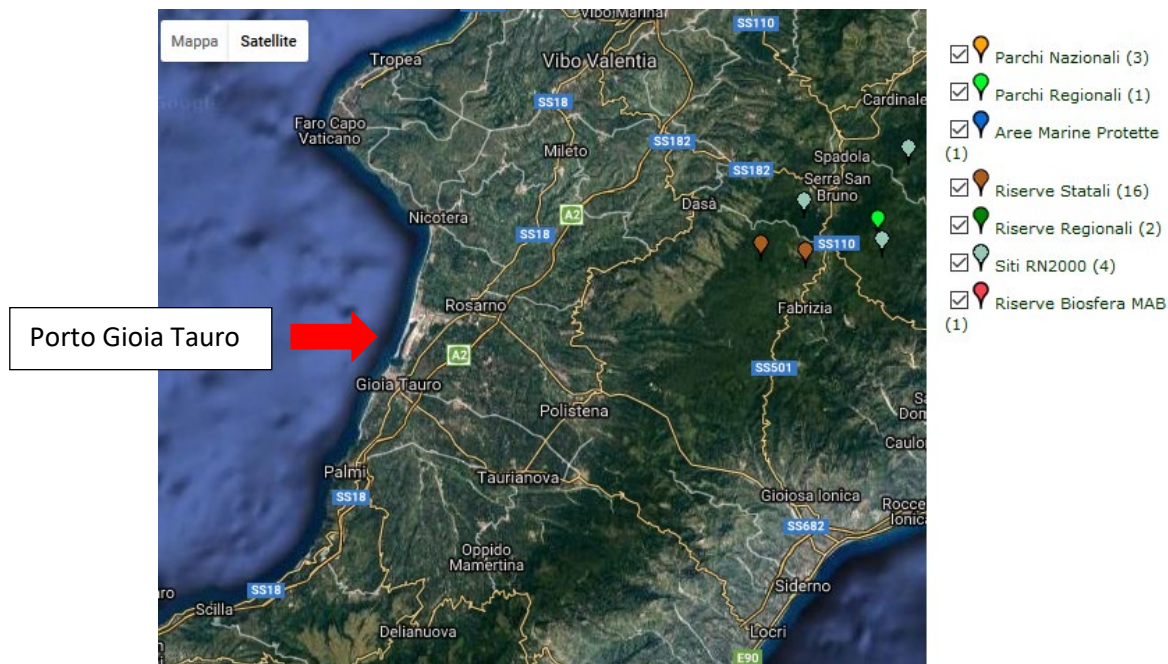 Mappa
Satellite
Vibo Marina
SS110
Tropea
Vibo Valentia
SS18
Cardinale
Faro Capo
Vaticano
Mileto
SS182
Spadola
SS182
Serra San
Bruno
Dasà
Nicotera
A2
SS18
SS110
Rosarno
Fabrizia
Porto Gioia Tauro
A2
Gioia Tauro
SS501
Polistena
Palmi
Taurianova
SS18
Gioiosa Ionica
SS682
Oppido
Mamertina
SS18
Siderno
Scilla
Delianuova
Locri
E90
Parchi Nazionali (3)
Parchi Regionali (1)
Aree Marine Protette
(1)
Riserve Statali (16)
Riserve Regionali (2)
Siti RN2000 (4)
Riserve Biosfera MAB
(1)